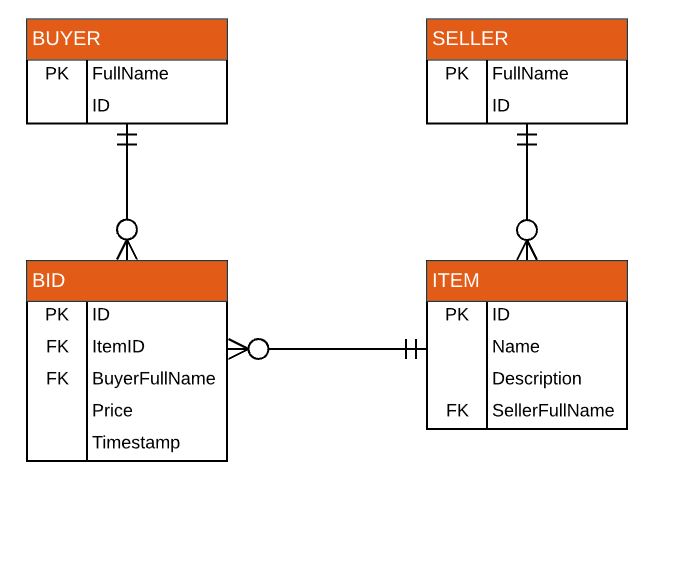 BUYER
PK FullName
ID
SELLER
PK FullName
ID
BID
PK ID
FK ItemID
FK BuyerFullName
Price
Timestamp
ITEM
PK ID
Name
Description
FK SellerFullName